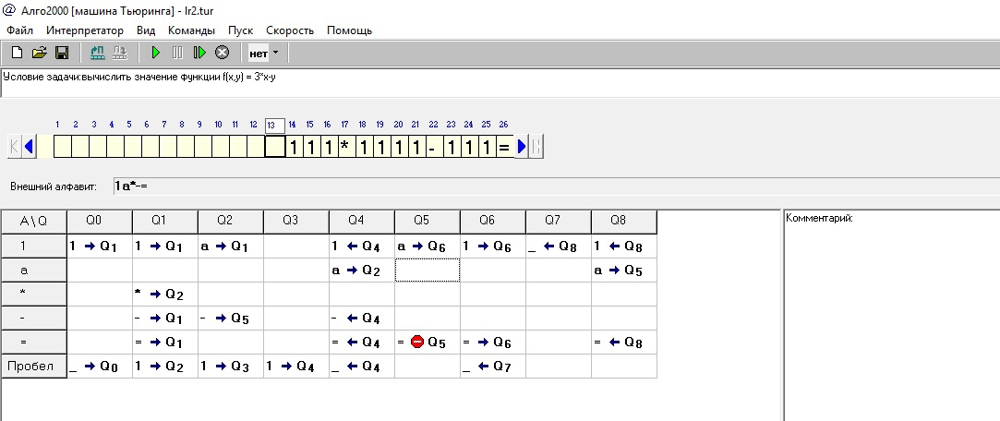 Алго2000 [машина Тьюринга] - lr2.tur
Файл Интерпретатор Вид Команды Пуск Скорость Помощь
нет
Условие задачи:вычислить значение функции f(x,y) = 3*x-y
1 2 3 4 5 6 7 8 9 10 11 12 13 14 15 16 17 18 19 20 21 22 23 24 25 26
1 1 1 * 1 1 1 1 - 1 1 1 =
Внешний алфавит: 1a*-=
A \ Q Q0 Q1 Q2 Q3 Q4 Q5 Q6 Q7 Q8
1 1 → Q1 1 → Q1 a → Q1 1 ← Q4 a → Q6 1 → Q6 _ ← Q8 1 ← Q8
a a → Q2 a → Q5
* * → Q2
- - → Q1 - → Q5 - ← Q4
= = → Q1 = ← Q4 = Q5 = → Q6 = ← Q8
Пробел _ → Q0 1 → Q2 1 → Q3 1 → Q4 _ ← Q4 _ ← Q7
Комментарий: